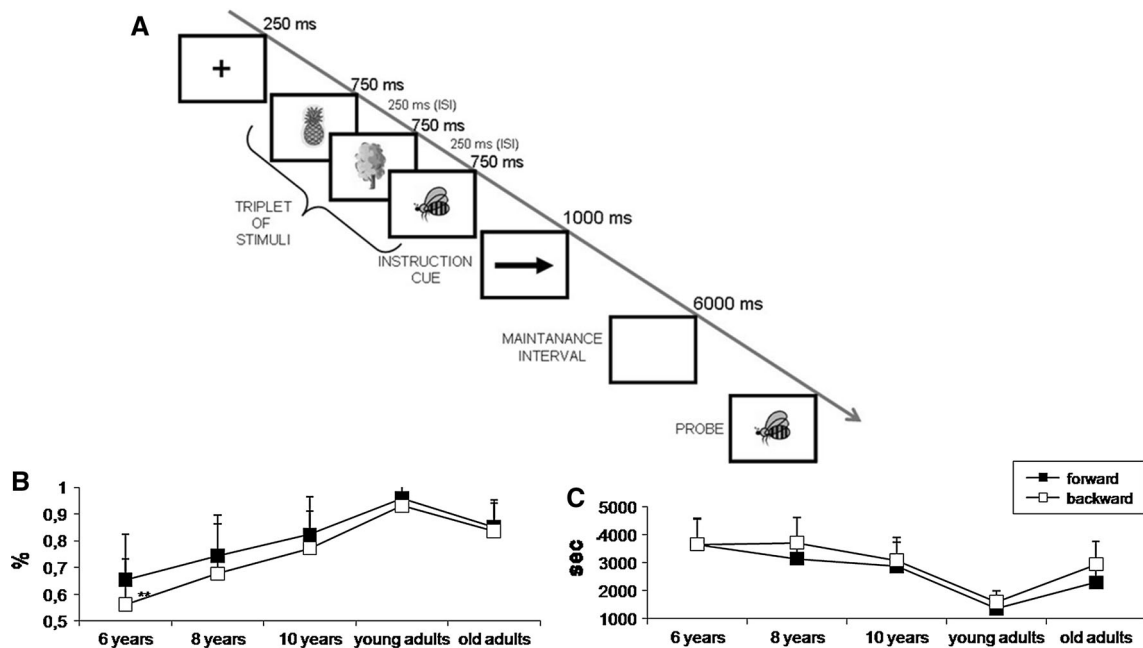 A
250 ms
+
750 ms
250 ms (ISI)
750 ms
250 ms (ISI)
750 ms
TRIPLET
OF
STIMULI
1000 ms
INSTRUCTION
CUE
6000 ms
MAINTANANCE
INTERVAL
PROBE
B
%
1
0,9
0,8
0,7
0,6
0,5
**
6 years 8 years 10 years young adults old adults
forward
backward
C
sec
5000
4000
3000
2000
1000
6 years 8 years 10 years young adults old adults